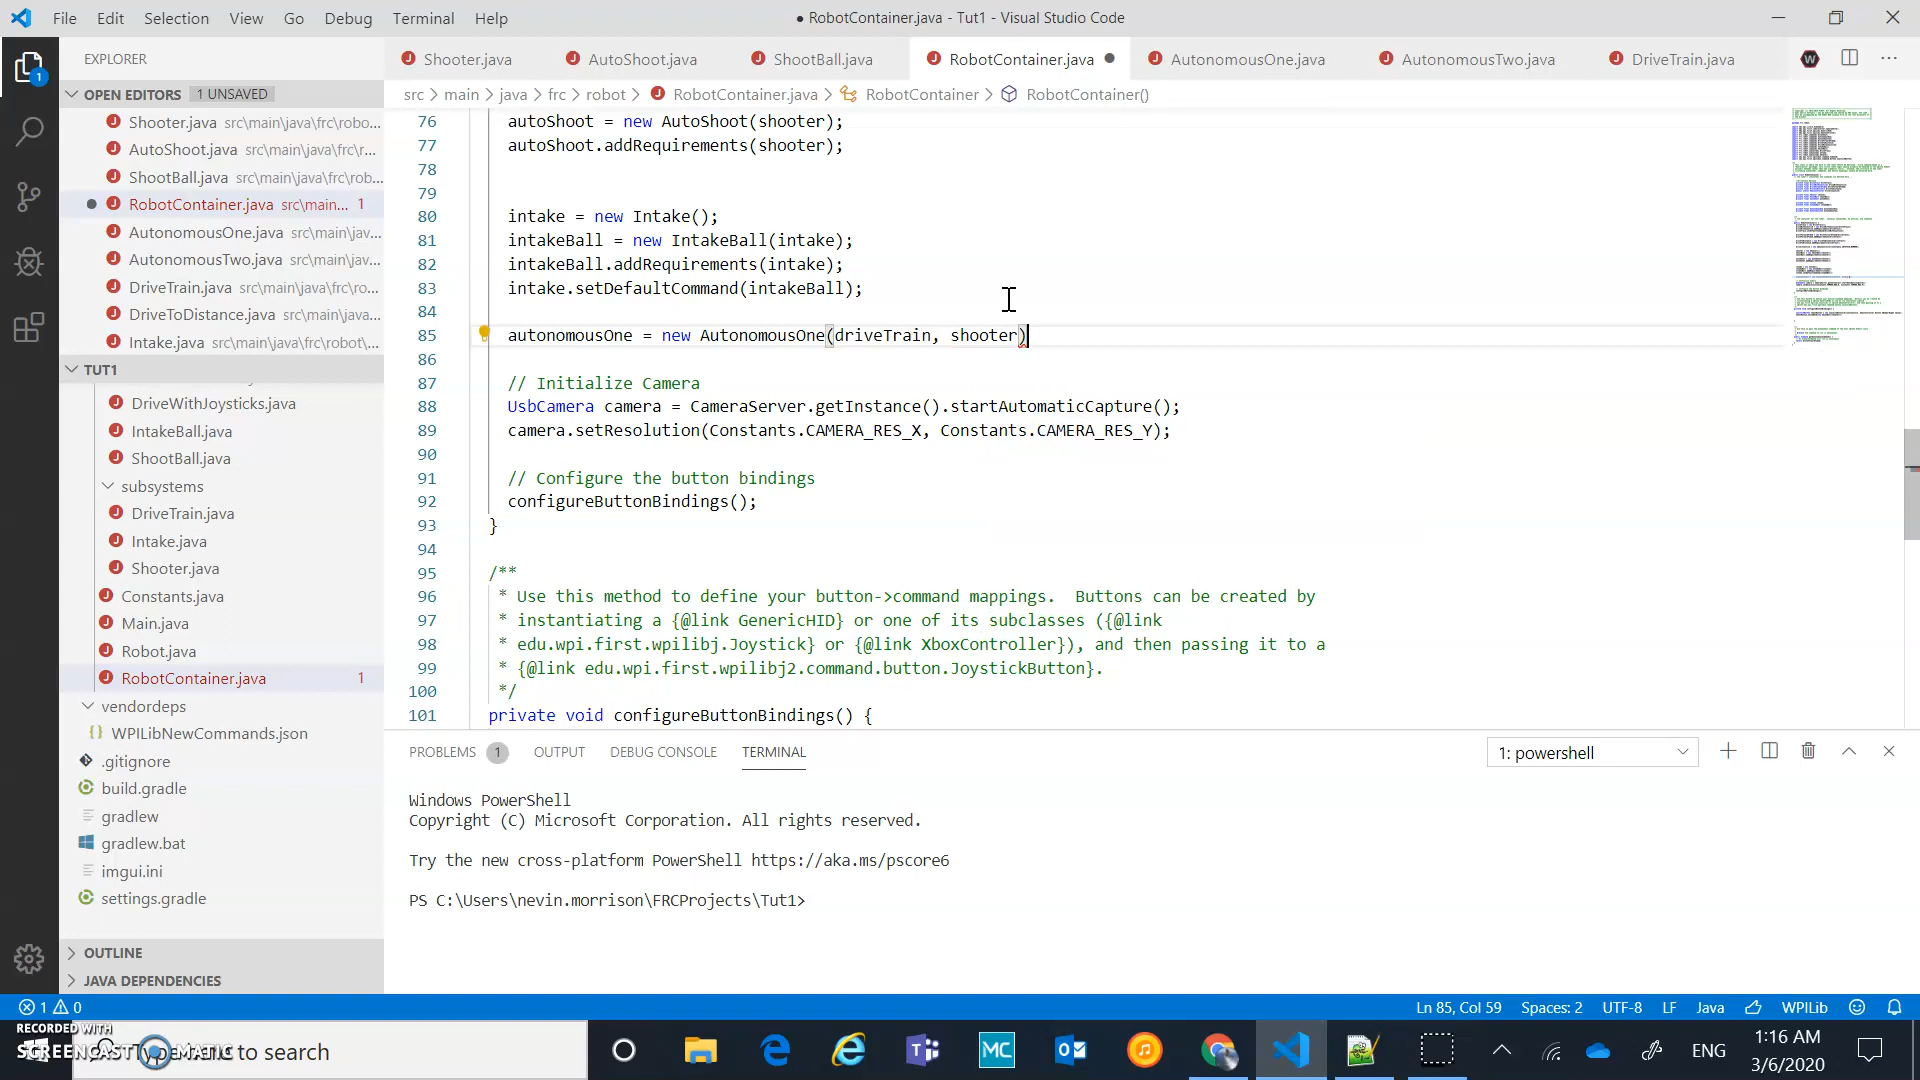 File Edit Selection View Go Debug Terminal Help
● RobotContainer.java - Tut1 - Visual Studio Code
EXPLORER
Shooter.java AutoShoot.java ShootBall.java RobotContainer.java AutonomousOne.java AutonomousTwo.java DriveTrain.java
src > main > java > frc > robot > RobotContainer.java > RobotContainer > RobotContainer()
OPEN EDITORS 1 UNSAVED
Shooter.java src\main\java\frc\robo...
AutoShoot.java src\main\java\frc\r...
ShootBall.java src\main\java\frc\rob...
RobotContainer.java src\main... 1
AutonomousOne.java src\main\jav...
AutonomousTwo.java src\main\jav...
DriveTrain.java src\main\java\frc\ro...
DriveToDistance.java src\main\jav...
Intake.java src\main\java\frc\robot\...
TUT1
DriveWithJoysticks.java
IntakeBall.java
ShootBall.java
subsystems
DriveTrain.java
Intake.java
Shooter.java
Constants.java
Main.java
Robot.java
RobotContainer.java 1
vendordeps
{} WPILibNewCommands.json
.gitignore
build.gradle
gradlew
gradlew.bat
imgui.ini
settings.gradle
OUTLINE
JAVA DEPENDENCIES
76 autoShoot = new AutoShoot(shooter);
77 autoShoot.addRequirements(shooter);
78
79
80 intake = new Intake();
81 intakeBall = new IntakeBall(intake);
82 intakeBall.addRequirements(intake);
83 intake.setDefaultCommand(intakeBall);
84
85 autonomousOne = new AutonomousOne(driveTrain, shooter)
86
87 // Initialize Camera
88 UsbCamera camera = CameraServer.getInstance().startAutomaticCapture();
89 camera.setResolution(Constants.CAMERA_RES_X, Constants.CAMERA_RES_Y);
90
91 // Configure the button bindings
92 configureButtonBindings();
93 }
94
95 /**
96 * Use this method to define your button->command mappings.  Buttons can be created by
97 * instantiating a {@link GenericHID} or one of its subclasses ({@link
98 * edu.wpi.first.wpilibj.Joystick} or {@link XboxController}), and then passing it to a
99 * {@link edu.wpi.first.wpilibj2.command.button.JoystickButton}.
100 */
101 private void configureButtonBindings() {
PROBLEMS 1 OUTPUT DEBUG CONSOLE TERMINAL 1: powershell
Windows PowerShell
Copyright (C) Microsoft Corporation. All rights reserved.
Try the new cross-platform PowerShell https://aka.ms/pscore6
PS C:\Users\nevin.morrison\FRCProjects\Tut1>
1 0 Ln 85, Col 59 Spaces: 2 UTF-8 LF Java WPILib
RECORDED WITH
SCREENCAST MATIC
to search
ENG
1:16 AM
3/6/2020